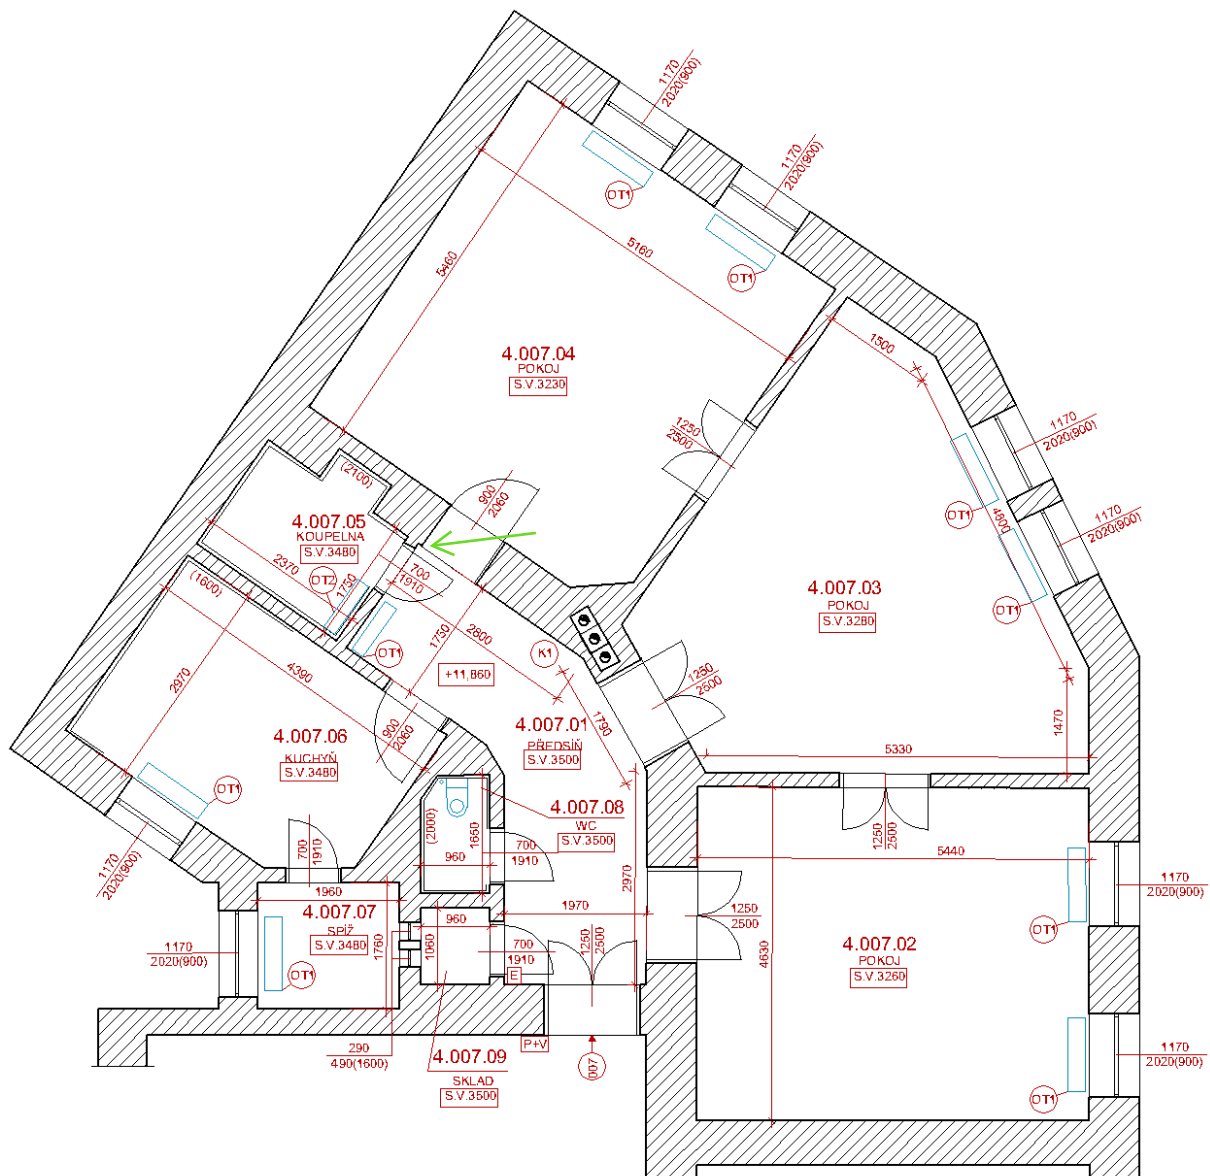 1170
2020(900)
1170
2020(900)
OT1
OT1
5160
5460
4.007.04
POKOJ
S.V.3230
1500
1250
2500
1170
2020(900)
1170
2020(900)
OT1
4800
OT1
900
2060
(2100)
4.007.05
KOUPELNA
S.V.3480
2370
OT2
1750
700
1910
4.007.03
POKOJ
S.V.3280
(1600)
2970
4390
OT1
1750
2800
+11,860
K1
1790
1250
2500
4.007.01
PŘEDSÍŇ
S.V.3500
900
2060
4.007.06
KUCHYŇ
S.V.3480
OT1
1170
2020(900)
5330
1470
4.007.08
WC
S.V.3500
(2000)
1650
960
700
1910
700
1910
1250
2500
5440
1170
2020(900)
1960
4.007.07
SPÍŽ
S.V.3480
1760
1170
2020(900)
OT1
960
1060
1970
2970
700
1910
E
1250
2500
1250
2500
4630
4.007.02
POKOJ
S.V.3260
OT1
290
490(1600)
4.007.09
SKLAD
S.V.3500
P+V
007
1170
2020(900)
OT1